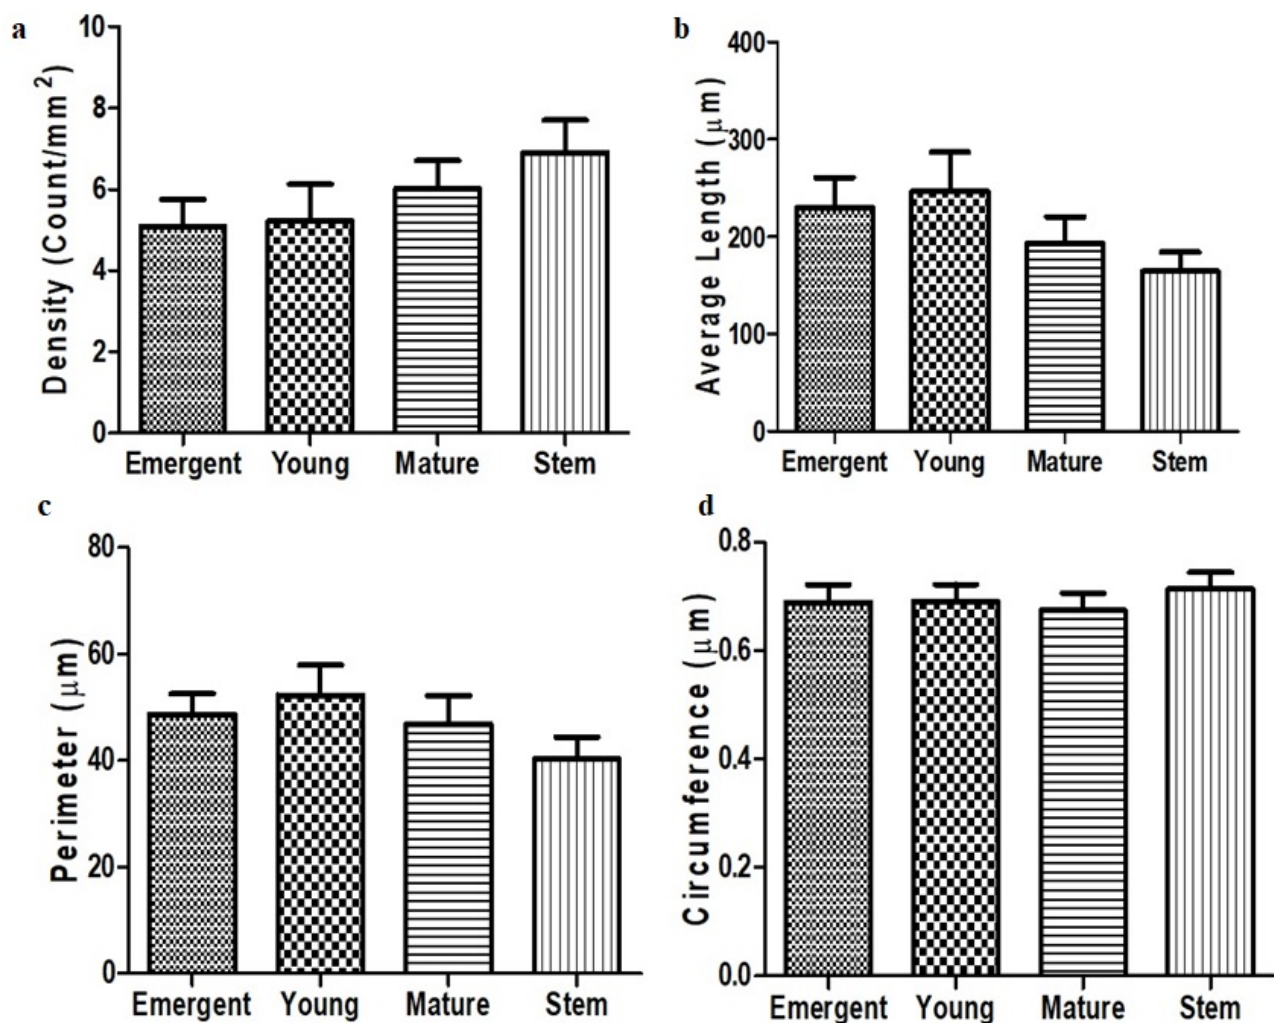 a
Density (Count/mm²)
10
8
6
4
2
0
Emergent Young Mature Stem
b
Average Length (μm)
400
300
200
100
0
Emergent Young Mature Stem
c
Perimeter (μm)
80
60
40
20
0
Emergent Young Mature Stem
d
Circumference (μm)
0.8
0.6
0.4
0.2
0.0
Emergent Young Mature Stem